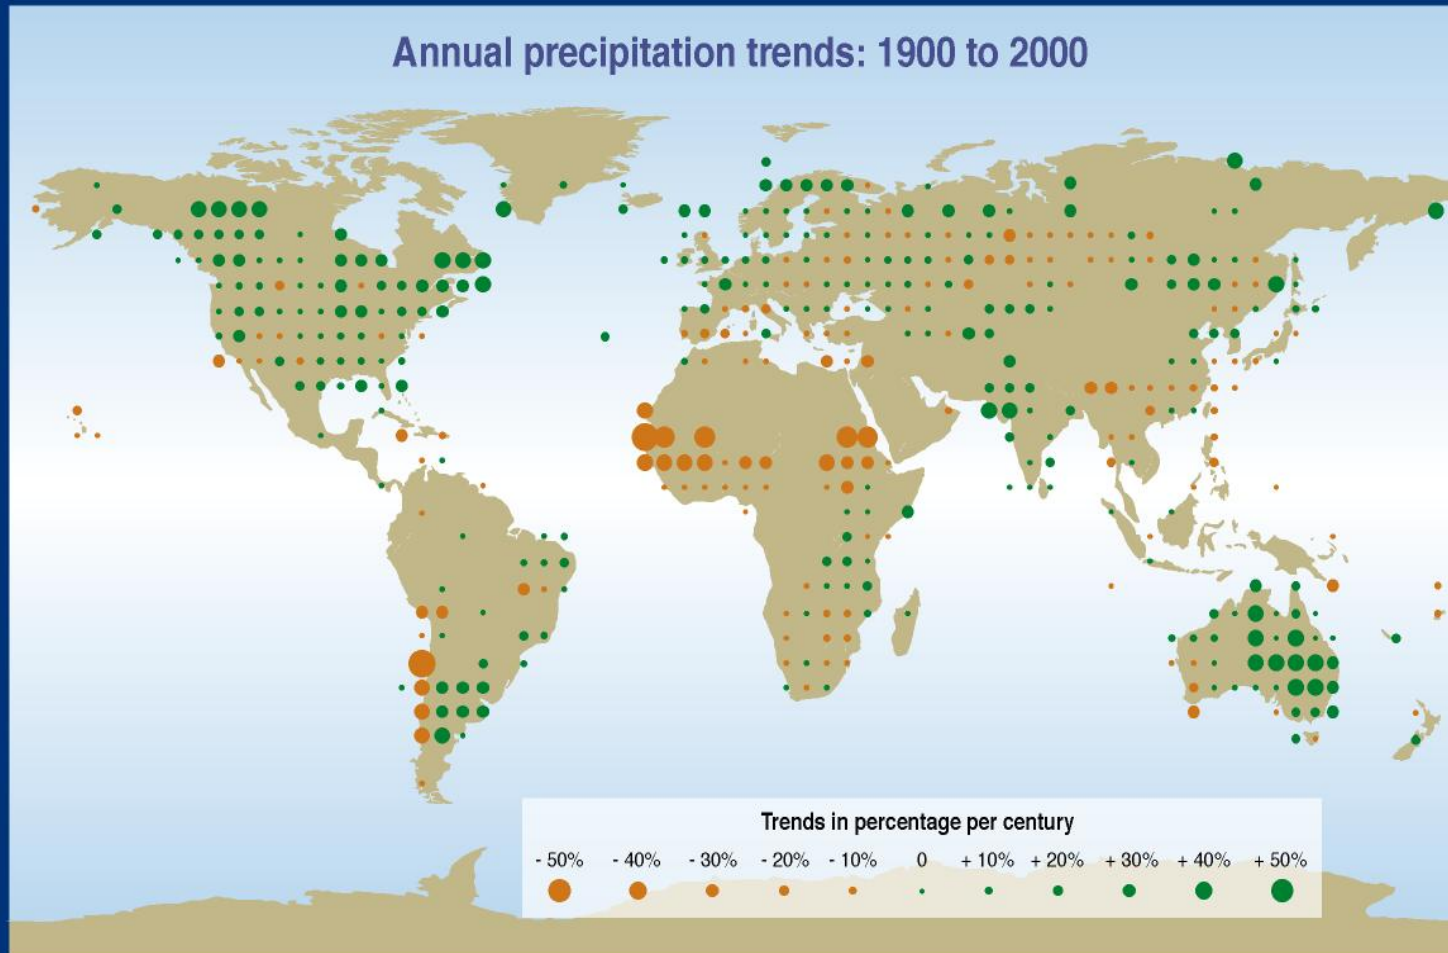 Annual precipitation trends: 1900 to 2000
Trends in percentage per century
- 50% - 40% - 30% - 20% - 10% 0 + 10% + 20% + 30% + 40% + 50%